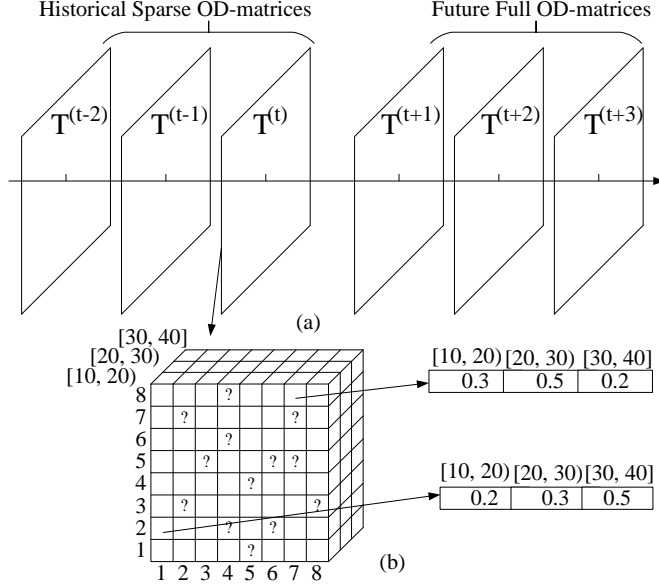 Historical Sparse OD-matrices
Future Full OD-matrices
T(t-2)
T(t-1)
T(t)
T(t+1)
T(t+2)
T(t+3)
(a)
[30, 40]
[20, 30)
[10, 20)
8 ?
7 ? ?
6 ?
5 ? ? ?
4 ?
3 ? ?
2 ? ?
1 ?
1 2 3 4 5 6 7 8
[10, 20) [20, 30) [30, 40]
0.3 0.5 0.2
[10, 20) [20, 30) [30, 40]
0.2 0.3 0.5
(b)